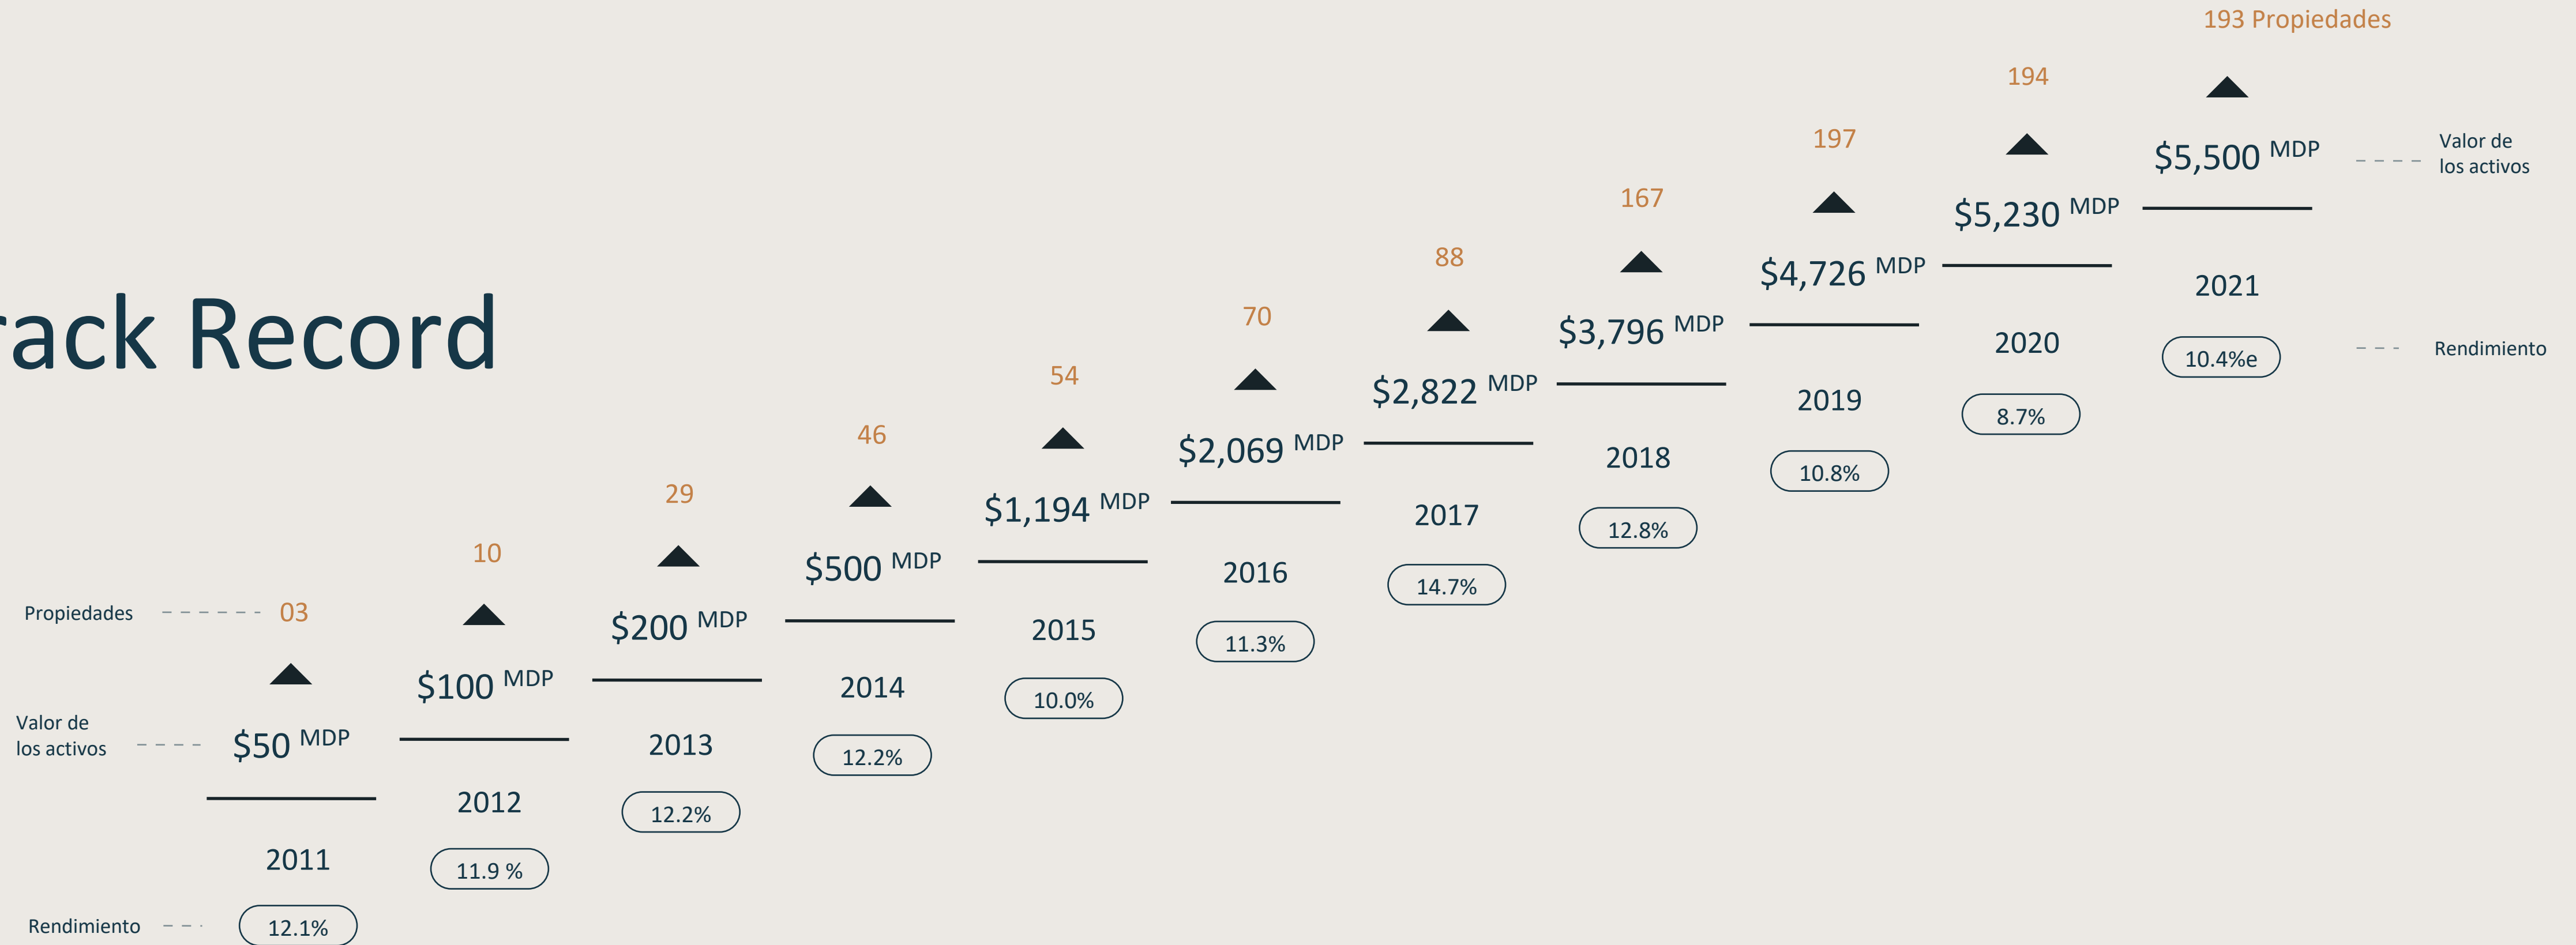 rack Record
Propiedades
03
Valor de
los activos
$50 MDP
2011
Rendimiento
12.1%
10
$100 MDP
2012
11.9 %
29
$200 MDP
2013
12.2%
46
$500 MDP
2014
12.2%
54
$1,194 MDP
2015
10.0%
70
$2,069 MDP
2016
11.3%
88
$2,822 MDP
2017
14.7%
167
$3,796 MDP
2018
12.8%
197
$4,726 MDP
2019
10.8%
194
$5,230 MDP
2020
8.7%
193 Propiedades
$5,500 MDP
2021
10.4%e
Valor de
los activos
Rendimiento